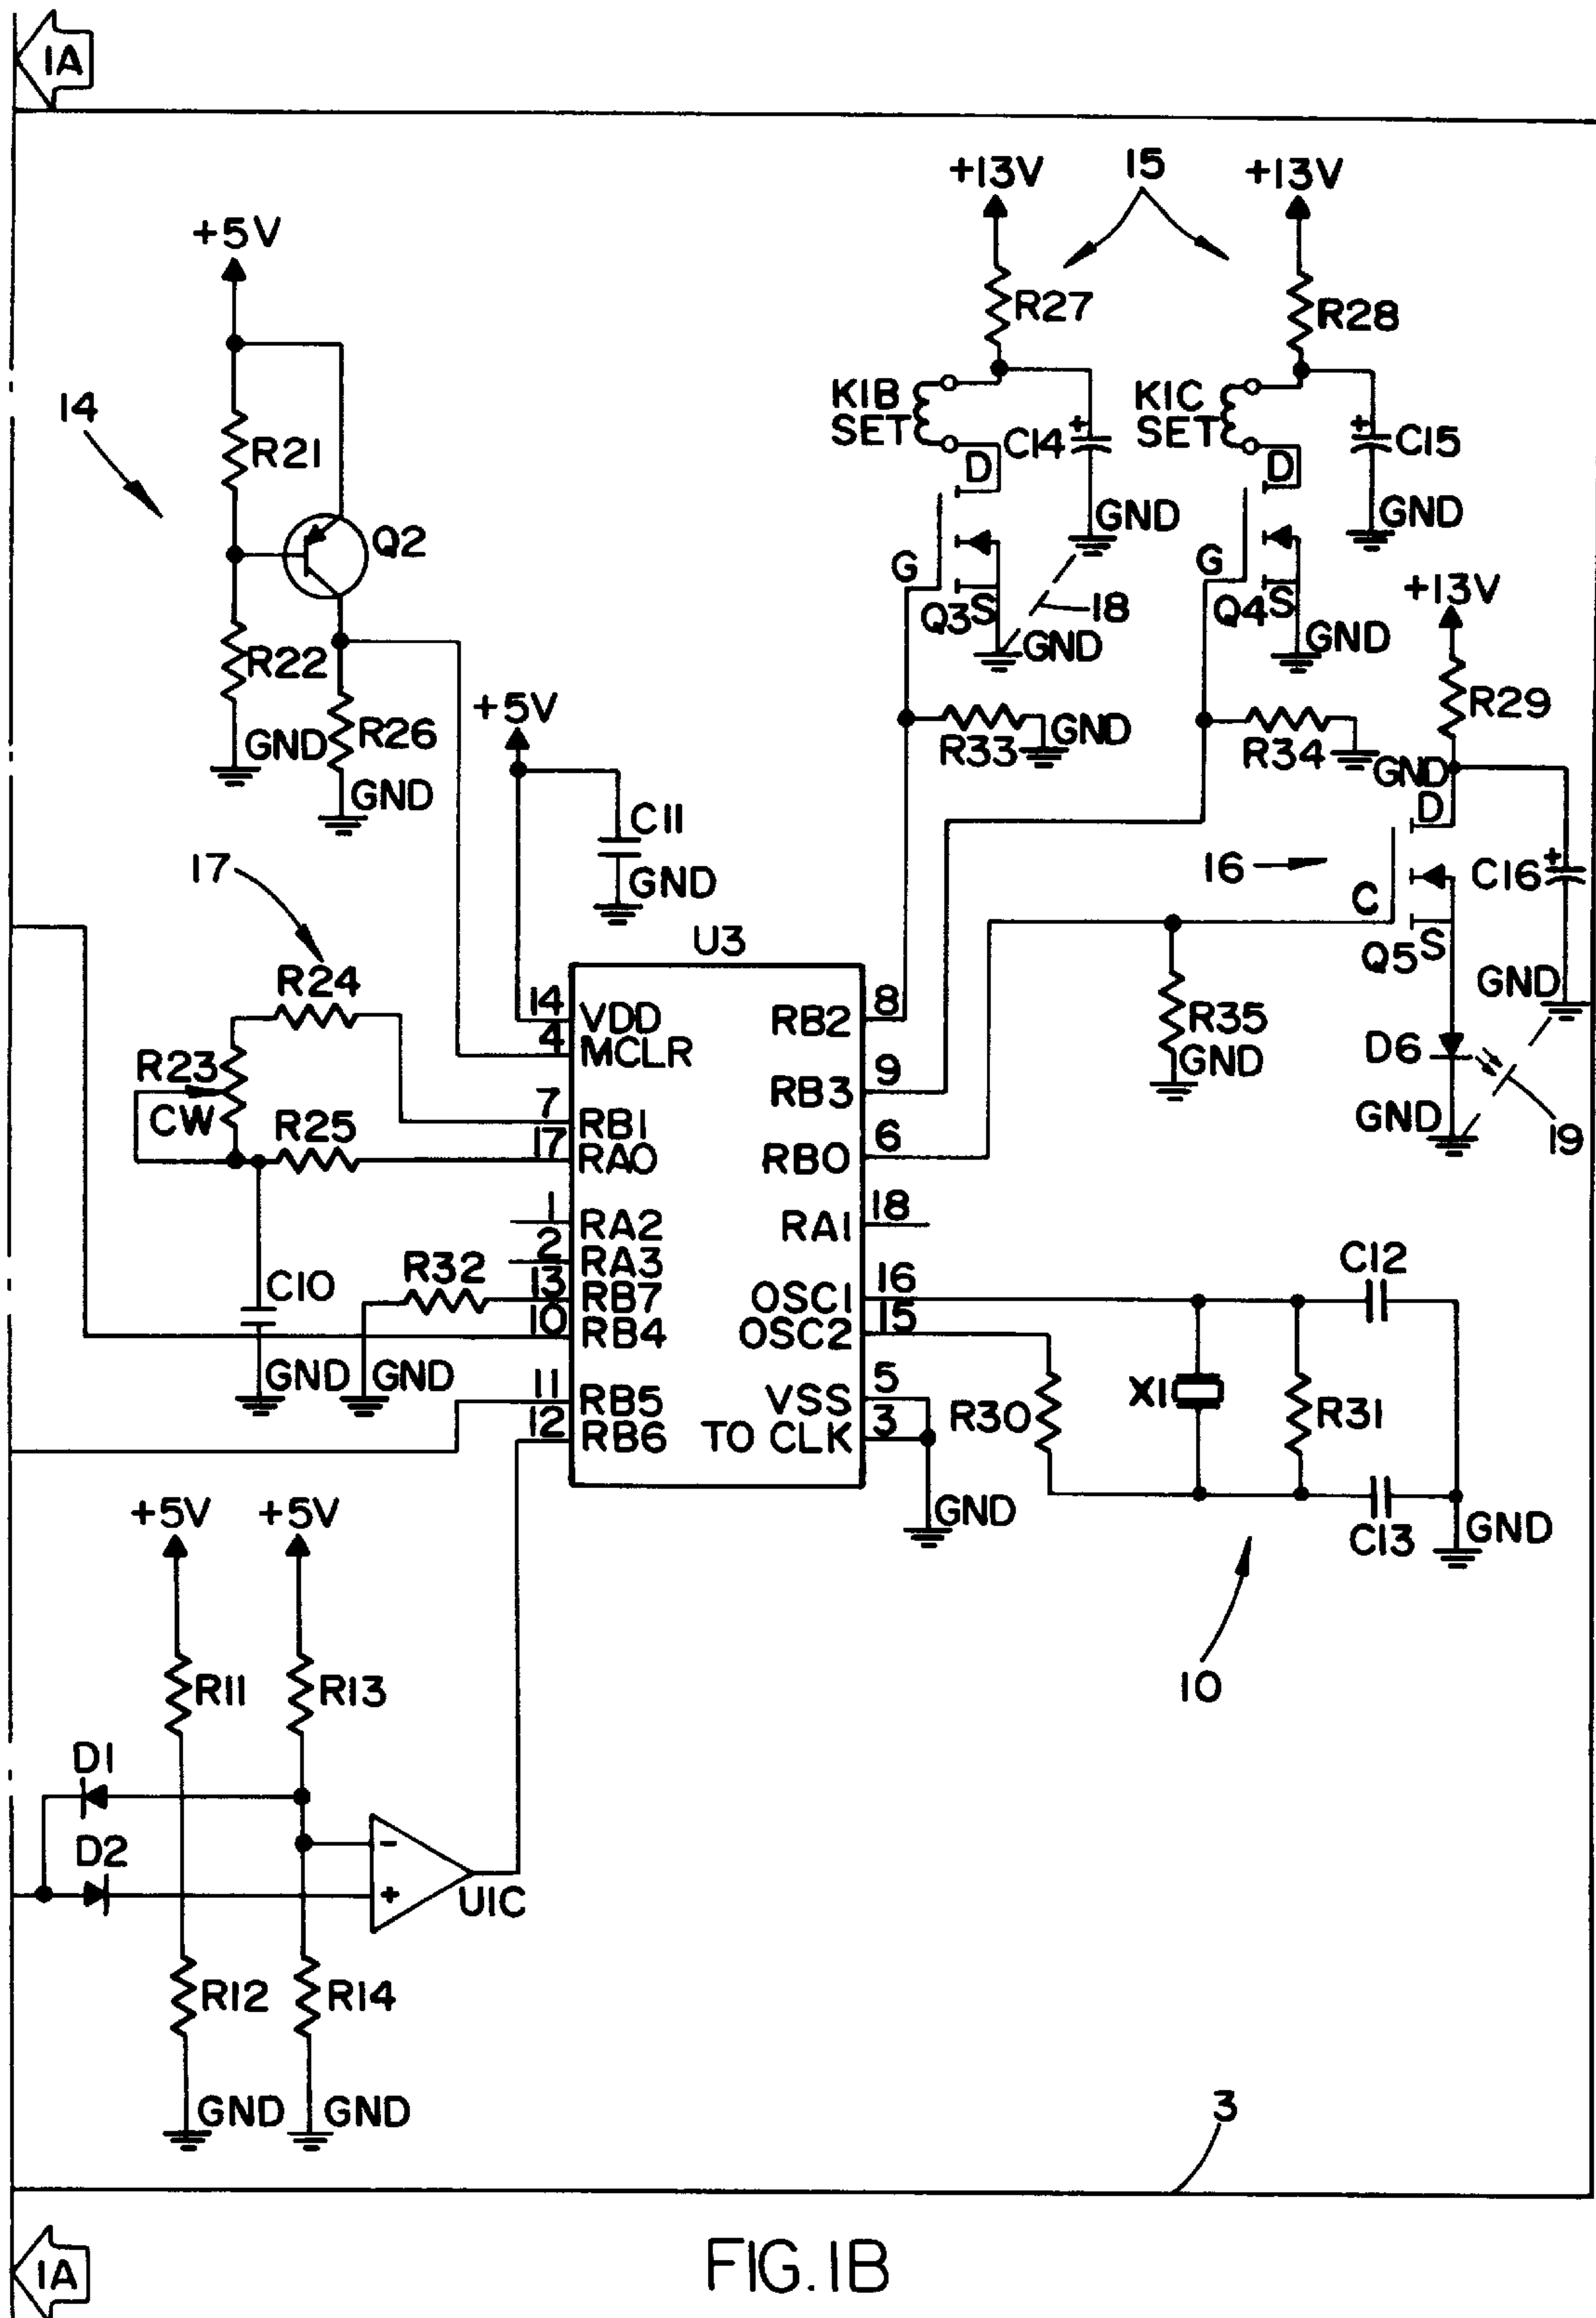 1A
+13V
15
+13V
+5V
R27
R28
14
K1B
SET
C14
K1C
SET
C15
R21
D
D
GND
GND
Q2
G
G
+13V
Q3
S
18
Q4
S
GND
GND
R22
R29
+5V
GND
R26
R33
GND
R34
GND
GND
D
C11
17
16
C16
GND
C
U3
Q5
S
R24
GND
14
VDD
RB2
8
R35
4
MCLR
GND
D6
R23
RB3
9
CW
R25
7
RB1
GND
19
17
RA0
RB0
6
1
RA2
RA1
18
2
RA3
R32
C12
C10
13
RB7
OSC1
16
10
RB4
OSC2
15
GND
GND
11
RB5
VSS
5
X1
R30
R31
12
RB6
TO CLK
3
+5V
+5V
GND
C13
GND
10
R11
R13
D1
D2
-
+
U1C
R12
R14
GND
GND
3
1A
FIG. 1B